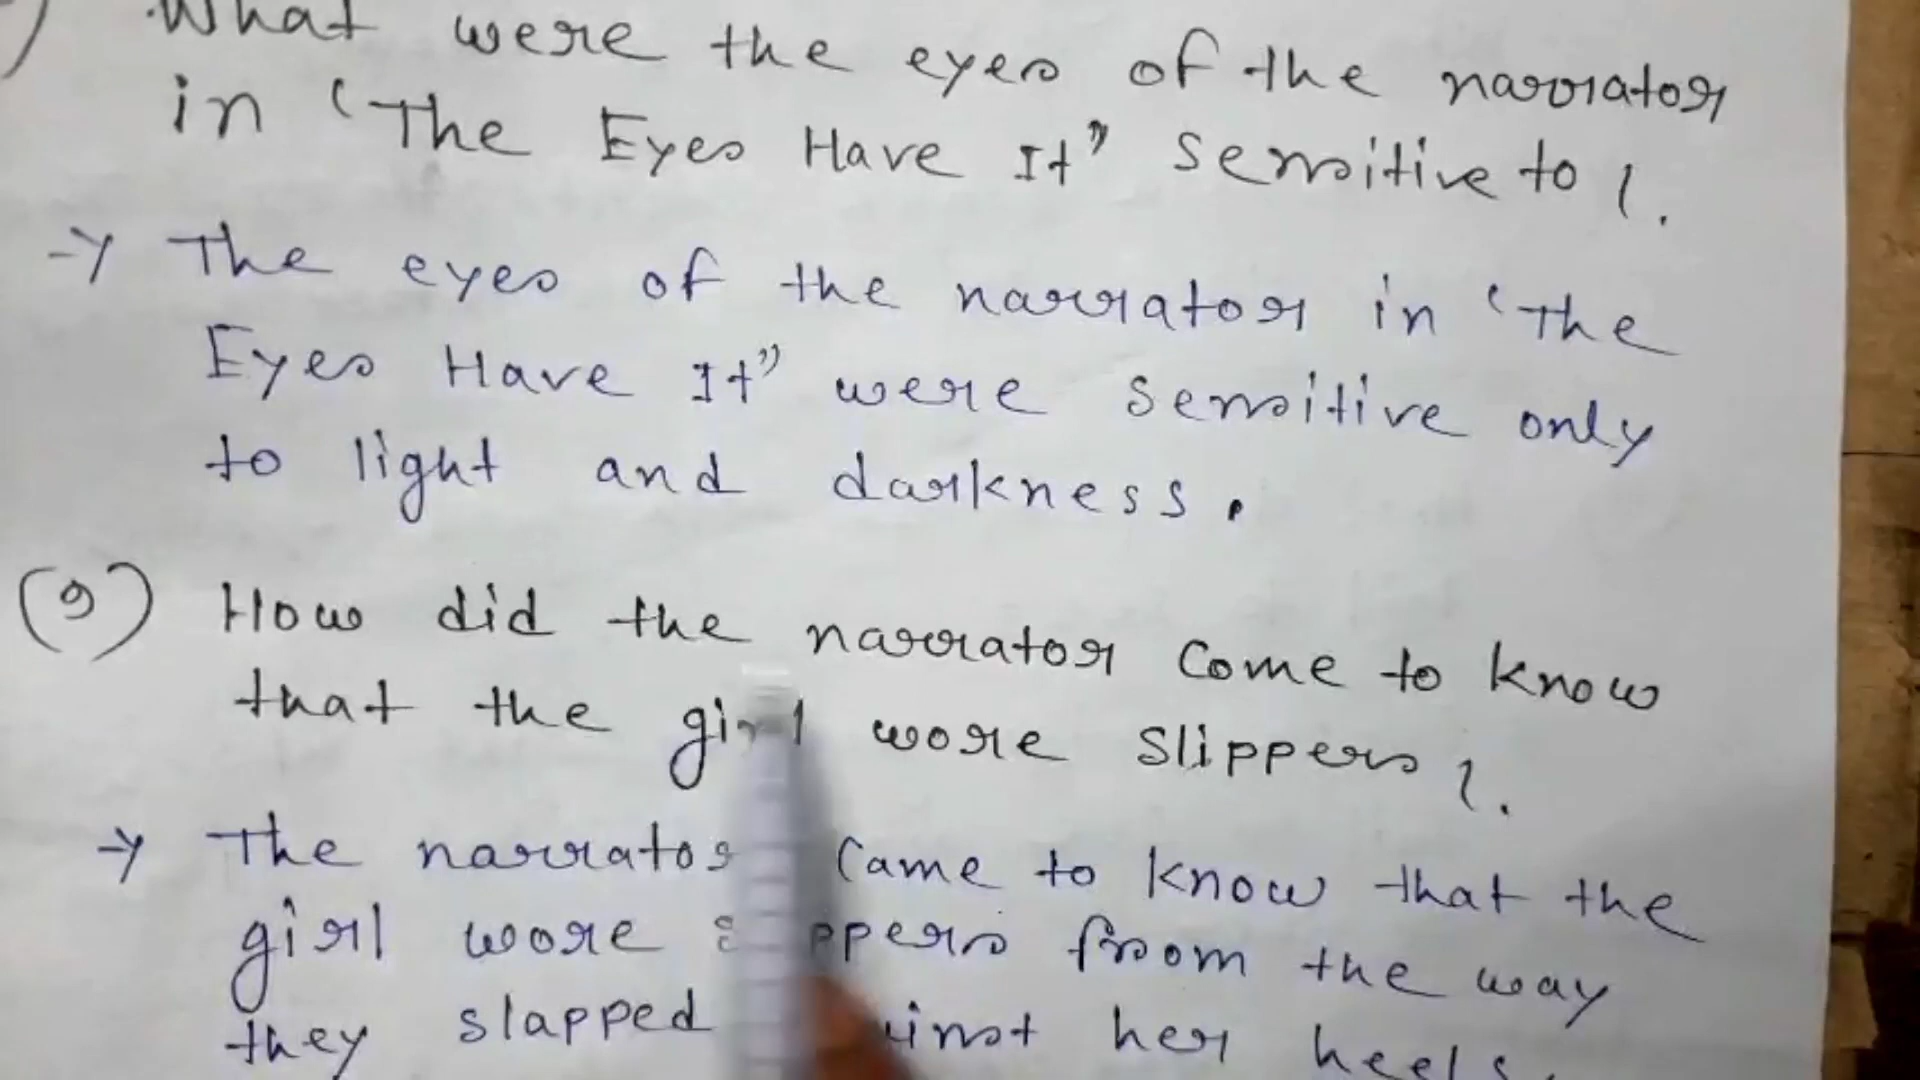 ) What were the eyes of the narrator
in ‘The Eyes Have It” sensitive to ?
→ The eyes of the narrator in ‘The
Eyes Have It” were sensitive only
to light and darkness.
(9) How did the narrator come to know
that the girl wore slippers ?
→ The narrator came to know that the
girl wore from the way
they slapped her heels.